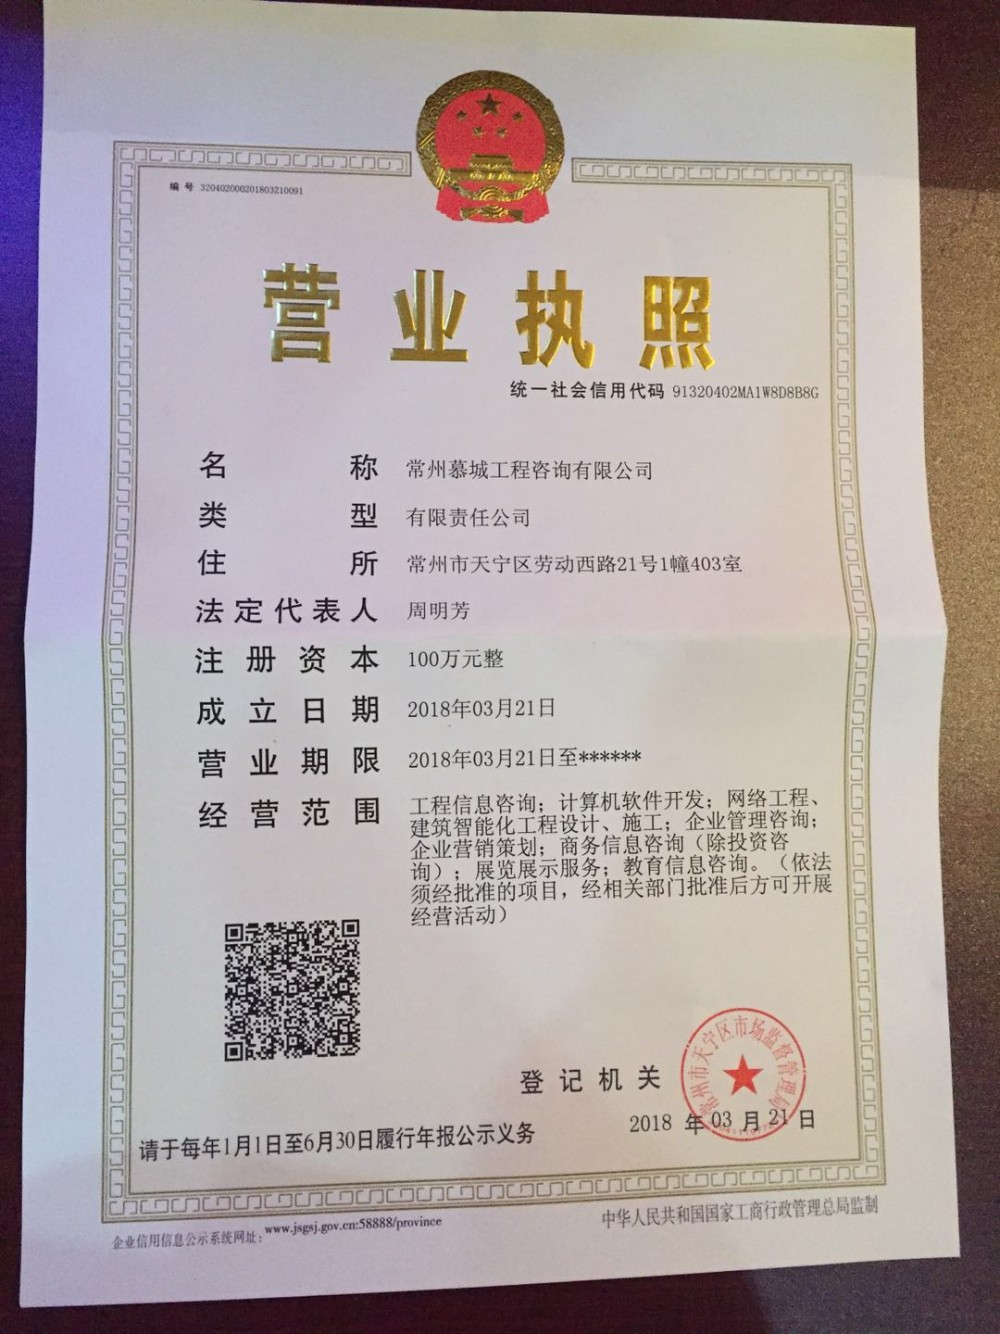 编 号 320402000201803210091
营业执照
统一社会信用代码 91320402MA1W8D8B8G
名称 常州慕城工程咨询有限公司
类型 有限责任公司
住所 常州市天宁区劳动西路21号1幢403室
法定代表人 周明芳
注册资本 100万元整
成立日期 2018年03月21日
营业期限 2018年03月21日至******
经营范围 工程信息咨询；计算机软件开发；网络工程、
建筑智能化工程设计、施工；企业管理咨询；
企业营销策划；商务信息咨询（除投资咨
询）；展览展示服务；教育信息咨询。（依法
须经批准的项目，经相关部门批准后方可开展
经营活动）
常州市天宁区市场监督管理局
登记机关
2018 年 03 月 21 日
请于每年1月1日至6月30日履行年报公示义务
企业信用信息公示系统网址：www.jsgsj.gov.cn:58888/province
中华人民共和国国家工商行政管理总局监制